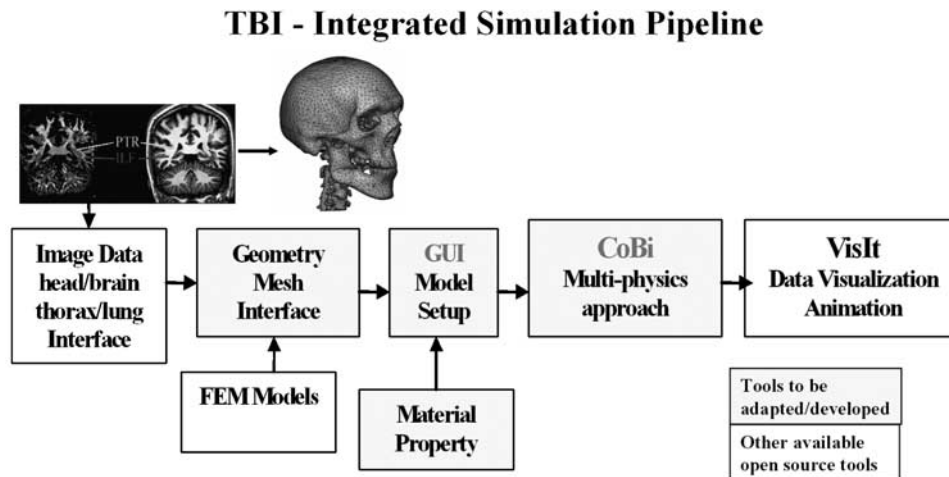 TBI - Integrated Simulation Pipeline
PTR
ILF
Image Data
head/brain
thorax/lung
Interface
Geometry
Mesh
Interface
GUI
Model
Setup
CoBi
Multi-physics
approach
VisIt
Data Visualization
Animation
FEM Models
Material
Property
Tools to be
adapted/developed
Other available
open source tools